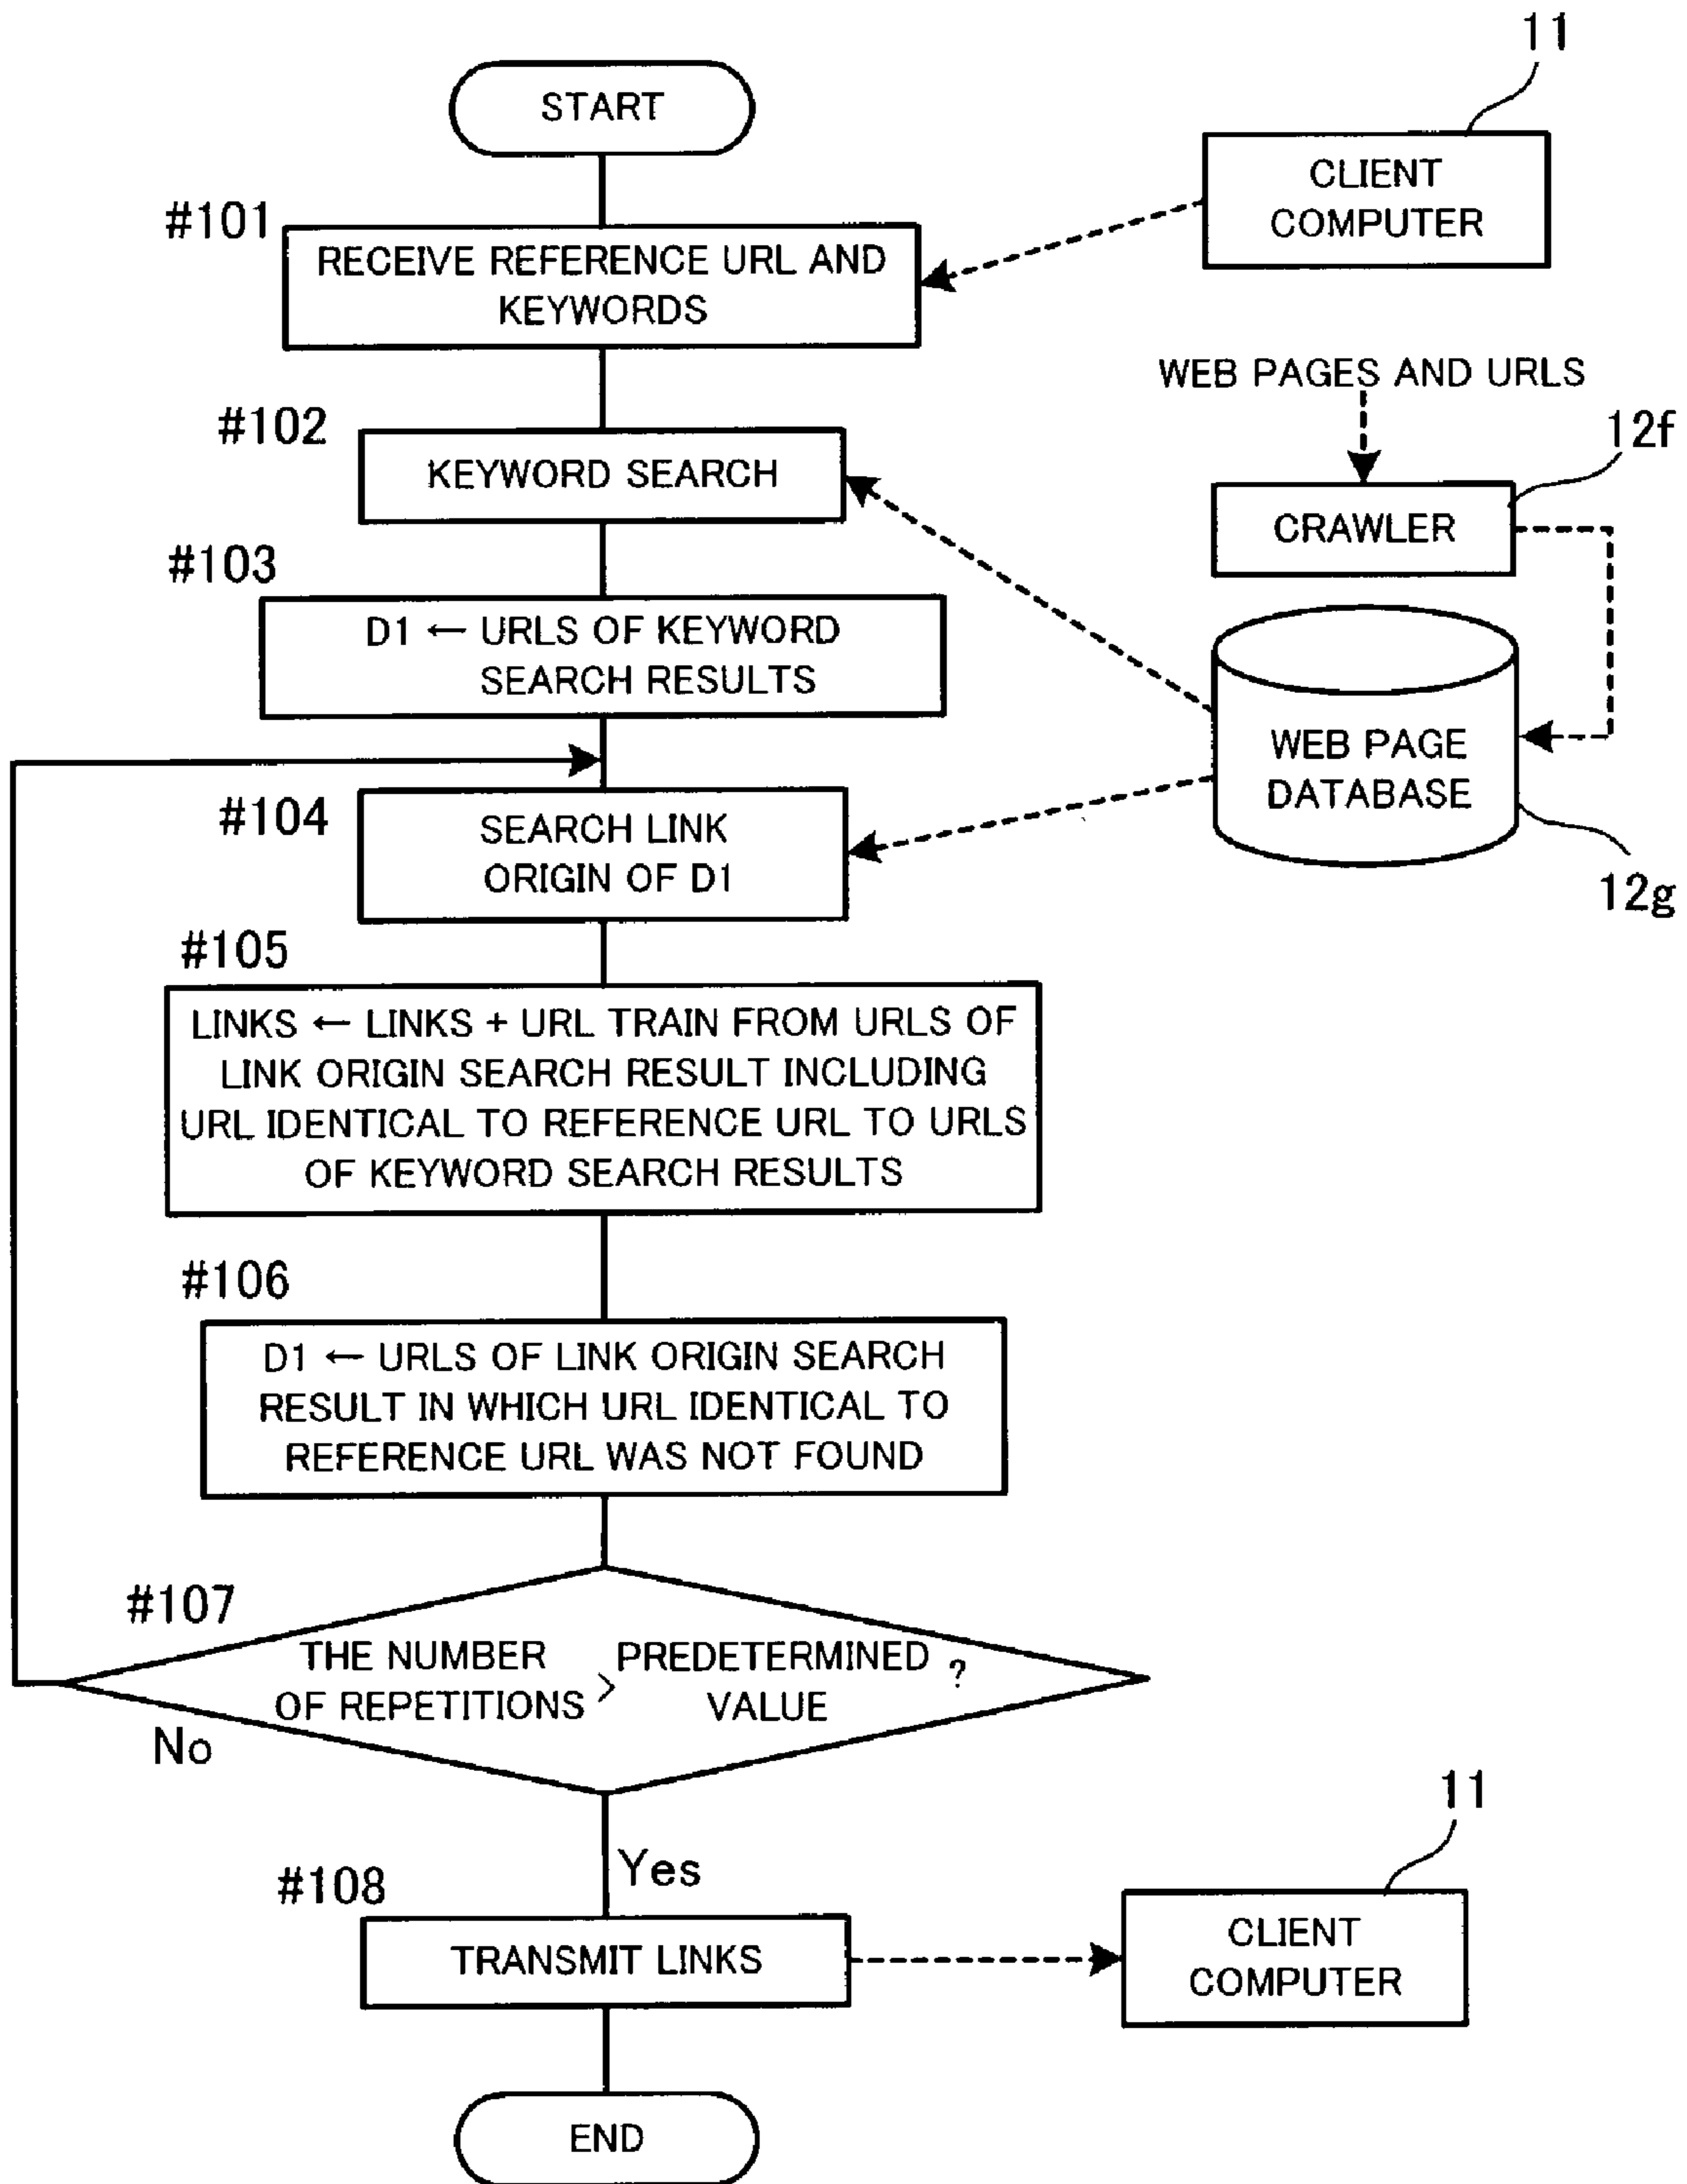 11
START
CLIENT
COMPUTER
#101
RECEIVE REFERENCE URL AND
KEYWORDS
WEB PAGES AND URLS
#102
12f
KEYWORD SEARCH
CRAWLER
#103
D1 ← URLS OF KEYWORD
SEARCH RESULTS
WEB PAGE
DATABASE
#104
SEARCH LINK
ORIGIN OF D1
12g
#105
LINKS ← LINKS + URL TRAIN FROM URLS OF
LINK ORIGIN SEARCH RESULT INCLUDING
URL IDENTICAL TO REFERENCE URL TO URLS
OF KEYWORD SEARCH RESULTS
#106
D1 ← URLS OF LINK ORIGIN SEARCH
RESULT IN WHICH URL IDENTICAL TO
REFERENCE URL WAS NOT FOUND
#107
THE NUMBER
OF REPETITIONS
>
PREDETERMINED
VALUE
?
No
Yes
11
#108
TRANSMIT LINKS
CLIENT
COMPUTER
END